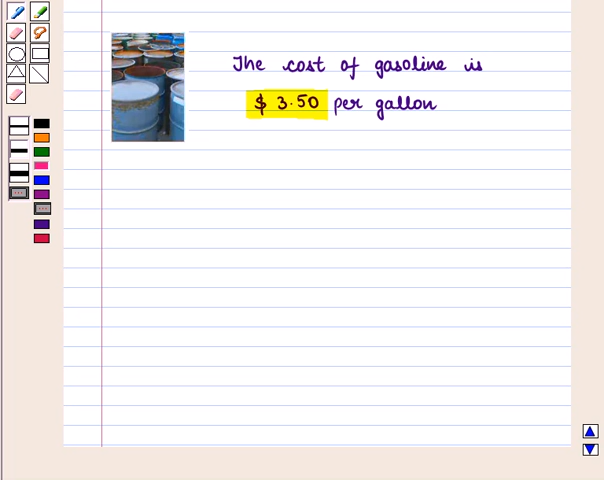 The cost of gasoline is
$ 3.50 per gallon